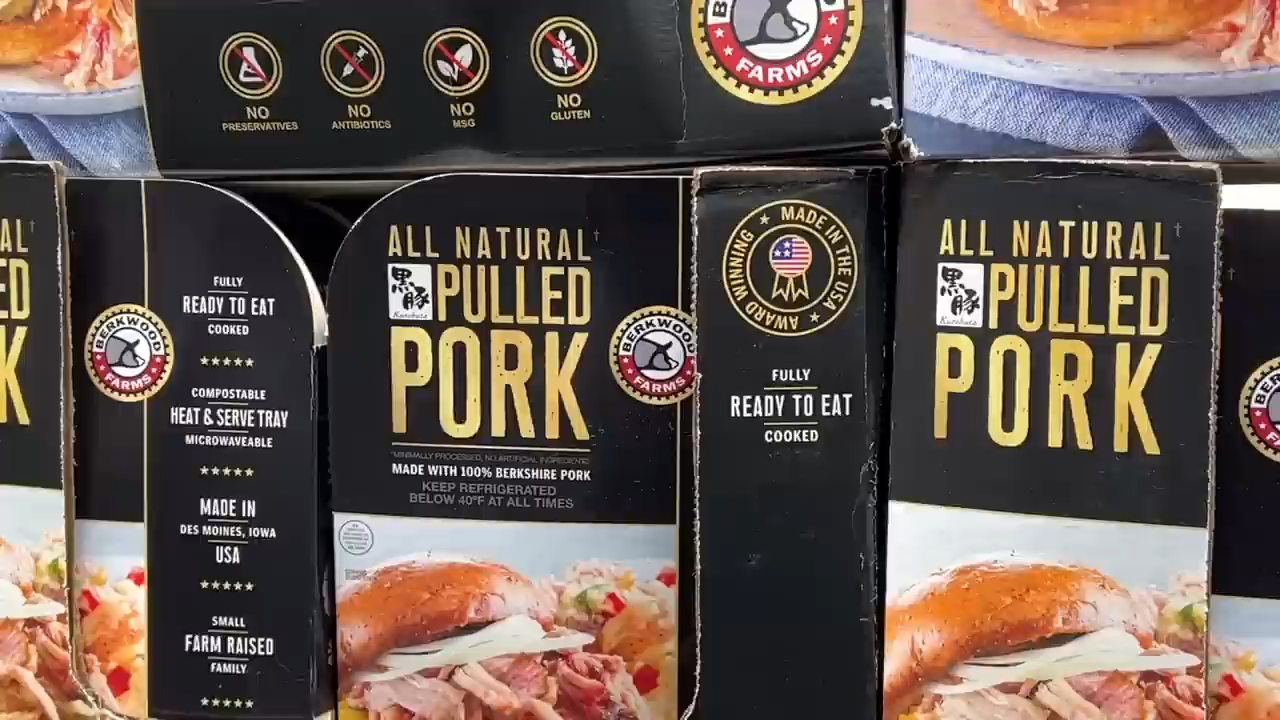 NO
PRESERVATIVES
NO
ANTIBIOTICS
NO
MSG
NO
GLUTEN
FARMS
AL†
ED
K
BERKWOOD
FARMS
FULLY
READY TO EAT
COOKED
COMPOSTABLE
HEAT & SERVE TRAY
MICROWAVEABLE
MADE IN
DES MOINES, IOWA
USA
SMALL
FARM RAISED
FAMILY
ALL NATURAL†
黒豚
Kurobuta
PULLED
PORK
*MINIMALLY PROCESSED, NO ARTIFICIAL INGREDIENTS
MADE WITH 100% BERKSHIRE PORK
KEEP REFRIGERATED
BELOW 40°F AT ALL TIMES
BERKWOOD
FARMS
AWARD WINNING ★ MADE IN THE USA ★
FULLY
READY TO EAT
COOKED
ALL NATURAL†
黒豚
Kurobuta
PULLED
PORK
†